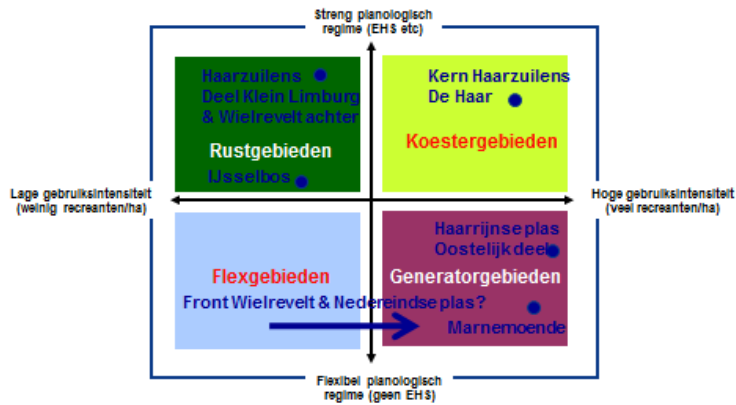 Streng planologisch
regime (EHS etc)
Haarzuilens
Deel Klein Limburg
& Wielrevelt achter
Rustgebieden
IJsselbos
Kern Haarzuilens
De Haar
Koestergebieden
Lage gebruiksintensiteit
(weinig recreanten/ha)
Hoge gebruiksintensiteit
(veel recreanten/ha)
Flexgebieden
Front Wielrevelt & Nedereindse plas?
Haarrijnse plas
Oostelijk deel
Generatorgebieden
Marnemoende
Flexibel planologisch
regime (geen EHS)